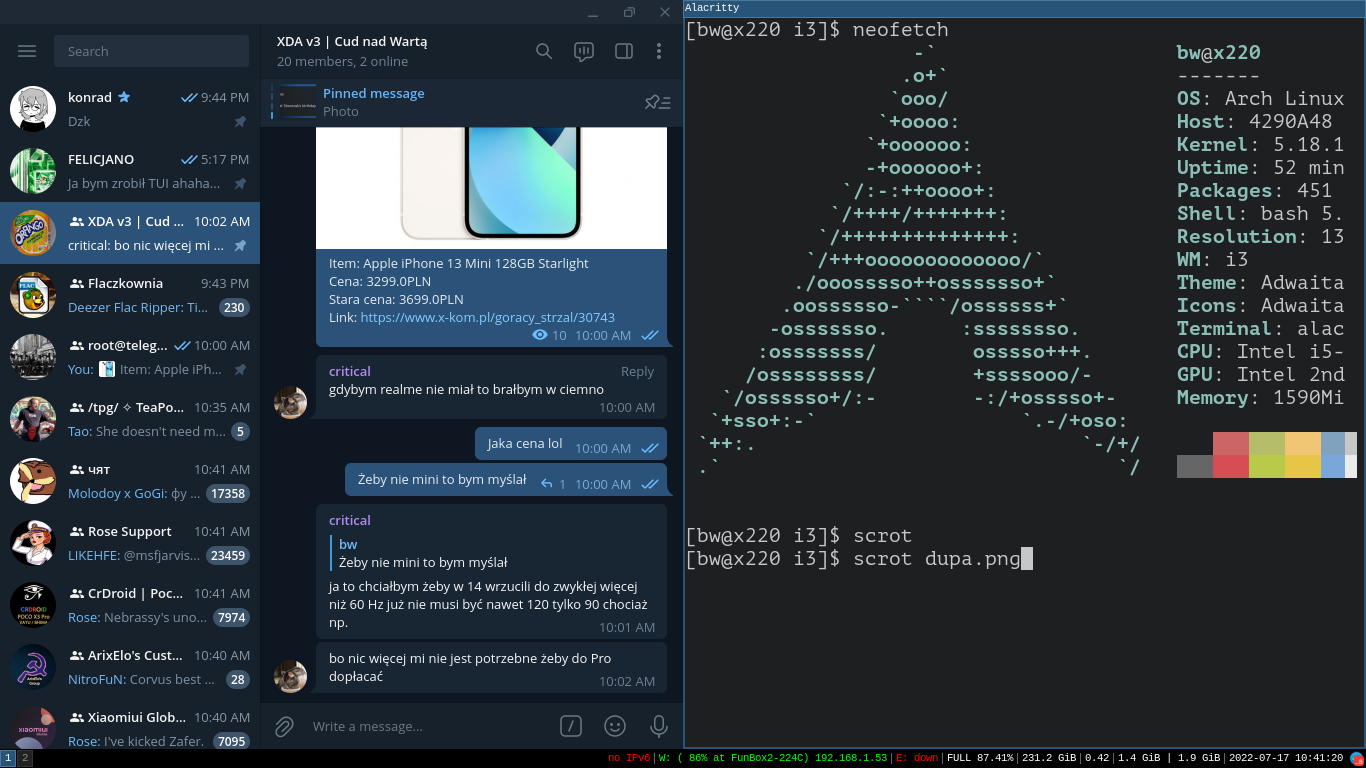 Search
konrad 9:44 PM
Dzk
FELICJANO 5:17 PM
Ja bym zrobił TUI ahaha...
XDA v3 | Cud ... 10:02 AM
critical: bo nic więcej mi ...
Flaczkownia 9:43 PM
Deezer Flac Ripper: Ti... 230
root@teleg... 10:00 AM
You: Item: Apple iPh...
/tpg/ ✧ TeaPo... 10:35 AM
Tao: She doesn't need m... 5
чят 10:41 AM
Molodoy x GoGi: фу ... 17358
Rose Support 10:41 AM
LIKEHFE: @msfjarvis... 23459
CrDroid | Poc... 10:41 AM
Rose: Nebrassy's uno... 7974
ArixElo's Cust... 10:40 AM
NitroFuN: Corvus best ... 28
Xiaomiui Glob... 10:40 AM
Rose: I've kicked Zafer. 7095
XDA v3 | Cud nad Wartą
20 members, 2 online
Pinned message
Photo
Item: Apple iPhone 13 Mini 128GB Starlight
Cena: 3299.0PLN
Stara cena: 3699.0PLN
Link: https://www.x-kom.pl/goracy_strzal/30743
10 10:00 AM
critical Reply
gdybym realme nie miał to brałbym w ciemno
10:00 AM
Jaka cena lol 10:00 AM
Żeby nie mini to bym myślał 1 10:00 AM
critical
bw
Żeby nie mini to bym myślał
ja to chciałbym żeby w 14 wrzucili do zwykłej więcej
niż 60 Hz już nie musi być nawet 120 tylko 90 chociaż
np.
10:01 AM
bo nic więcej mi nie jest potrzebne żeby do Pro
dopłacać
10:02 AM
Write a message...
Alacritty
[bw@x220 i3]$ neofetch
-`
.o+`
`ooo/
`+oooo:
`+oooooo:
-+oooooo+:
`/:-:++oooo+:
`/++++/+++++++:
`/++++++++++++++:
`/+++ooooooooooooo/`
./ooosssso++osssssso+`
.oossssso-````/ossssss+`
-osssssso. :ssssssso.
:osssssss/ osssso+++.
/ossssssss/ +ssssooo/-
`/ossssso+/:- -:/+osssso+-
`+sso+:-` `.-/+oso:
`++:. `-/+/
.` `/
bw@x220
-------
OS: Arch Linux
Host: 4290A48
Kernel: 5.18.1
Uptime: 52 min
Packages: 451
Shell: bash 5.
Resolution: 13
WM: i3
Theme: Adwaita
Icons: Adwaita
Terminal: alac
CPU: Intel i5-
GPU: Intel 2nd
Memory: 1590Mi
[bw@x220 i3]$ scrot
[bw@x220 i3]$ scrot dupa.png
1 2
no IPv6|W: ( 86% at FunBox2-224C) 192.168.1.53|E: down|FULL 87.41%|231.2 GiB|0.42|1.4 GiB | 1.9 GiB|2022-07-17 10:41:20